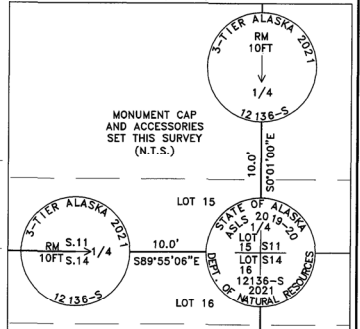 3-TIER ALASKA 2021
RM
10FT
1/4
12136-S
MONUMENT CAP
AND ACCESSORIES
SET THIS SURVEY
(N.T.S.)
10.0'
S0°01'00"E
LOT 15
3-TIER ALASKA 2021
RM S.11
10FT S.14
1/4
12136-S
10.0'
S89°55'06"E
LOT 16
STATE OF ALASKA
ASLS 2019-20
1/4
LOT
15 S11
LOT S14
16
12136-S
2021
DEPT. OF NATURAL RESOURCES